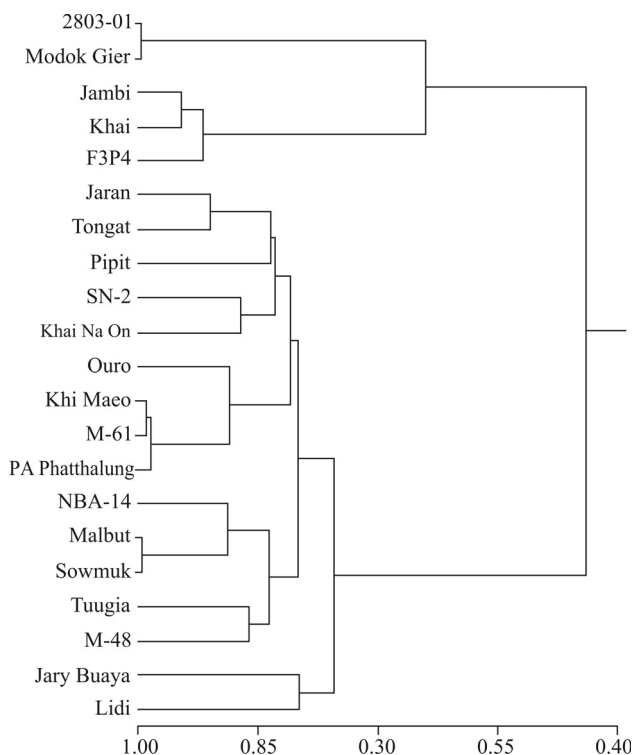 2803-01
Modok Gier
Jambi
Khai
F3P4
Jaran
Tongat
Pipit
SN-2
Khai Na On
Ouro
Khi Maeo
M-61
PA Phatthalung
NBA-14
Malbut
Sowmuk
Tuugia
M-48
Jary Buaya
Lidi
1.00 0.85 0.30 0.55 0.40